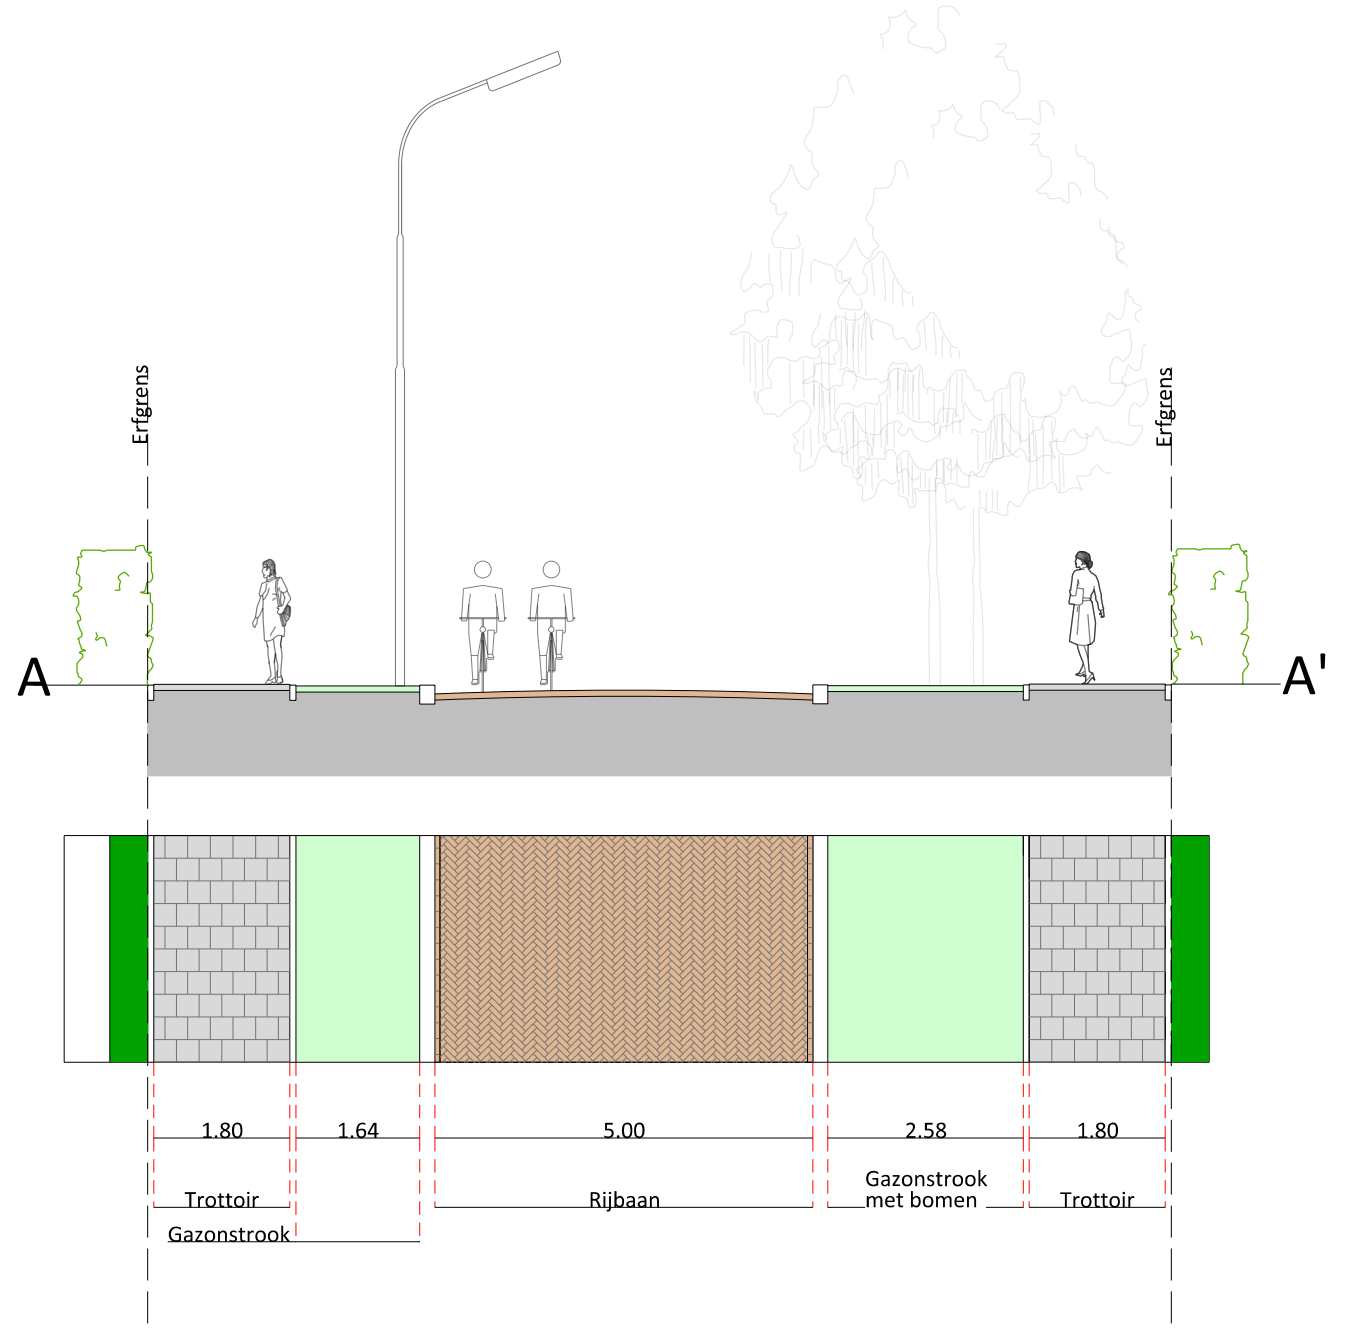 Erfgrens
Erfgrens
A
A'
1.80
1.64
5.00
2.58
1.80
Trottoir
Gazonstrook
Rijbaan
Gazonstrook
met bomen
Trottoir